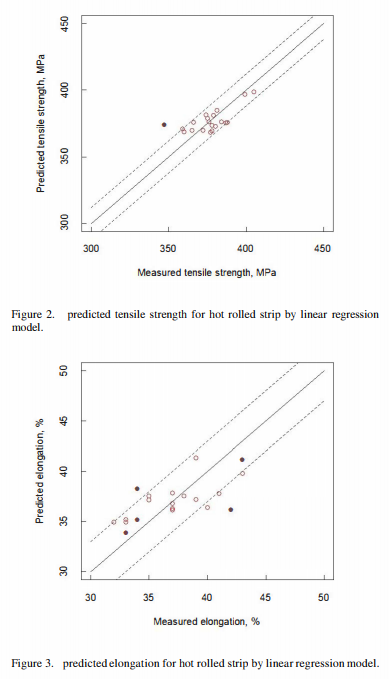 450
400
350
300
Predicted tensile strength, MPa
300 350 400 450
Measured tensile strength, MPa
Figure 2. predicted tensile strength for hot rolled strip by linear regression
model.
50
45
40
35
30
Predicted elongation, %
30 35 40 45 50
Measured elongation, %
Figure 3. predicted elongation for hot rolled strip by linear regression model.